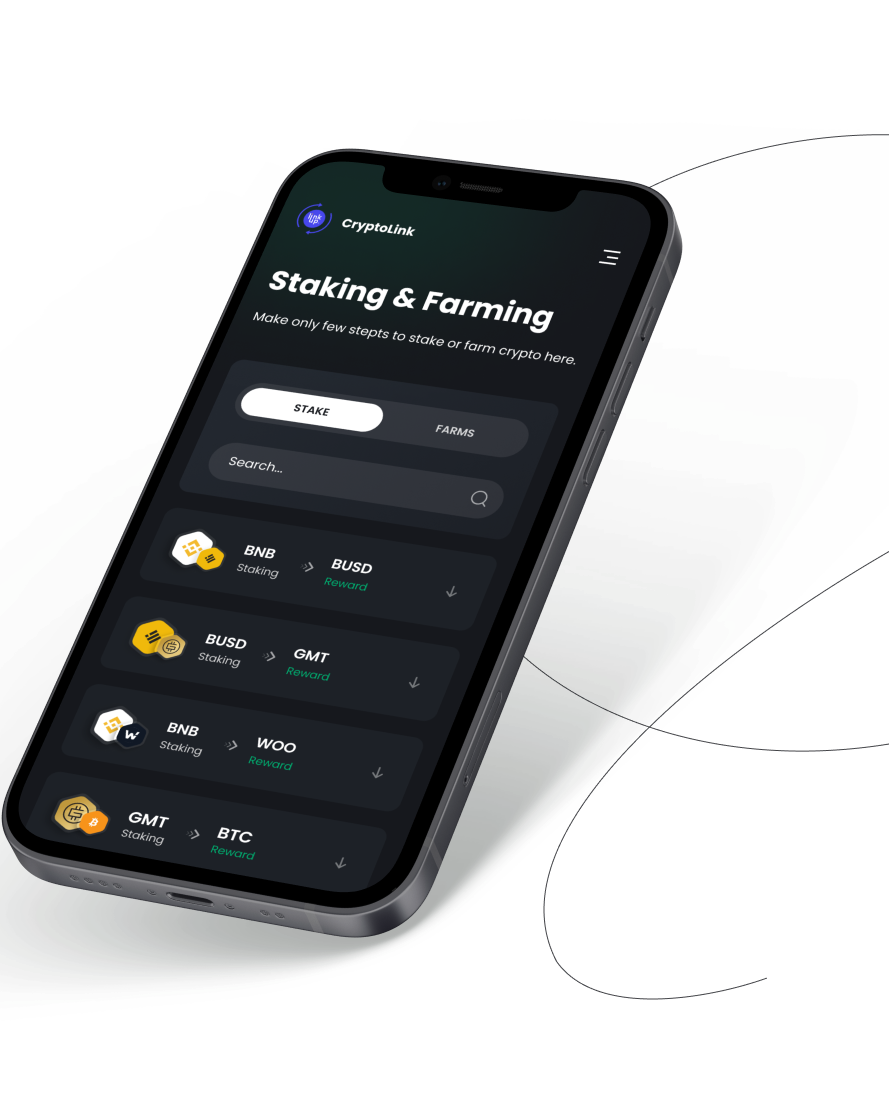 link
up
CryptoLink
Staking & Farming
Make only few stepts to stake or farm crypto here.
STAKE
FARMS
Search...
BNB
Staking
BUSD
Reward
BUSD
Staking
GMT
Reward
BNB
Staking
WOO
Reward
GMT
Staking
BTC
Reward